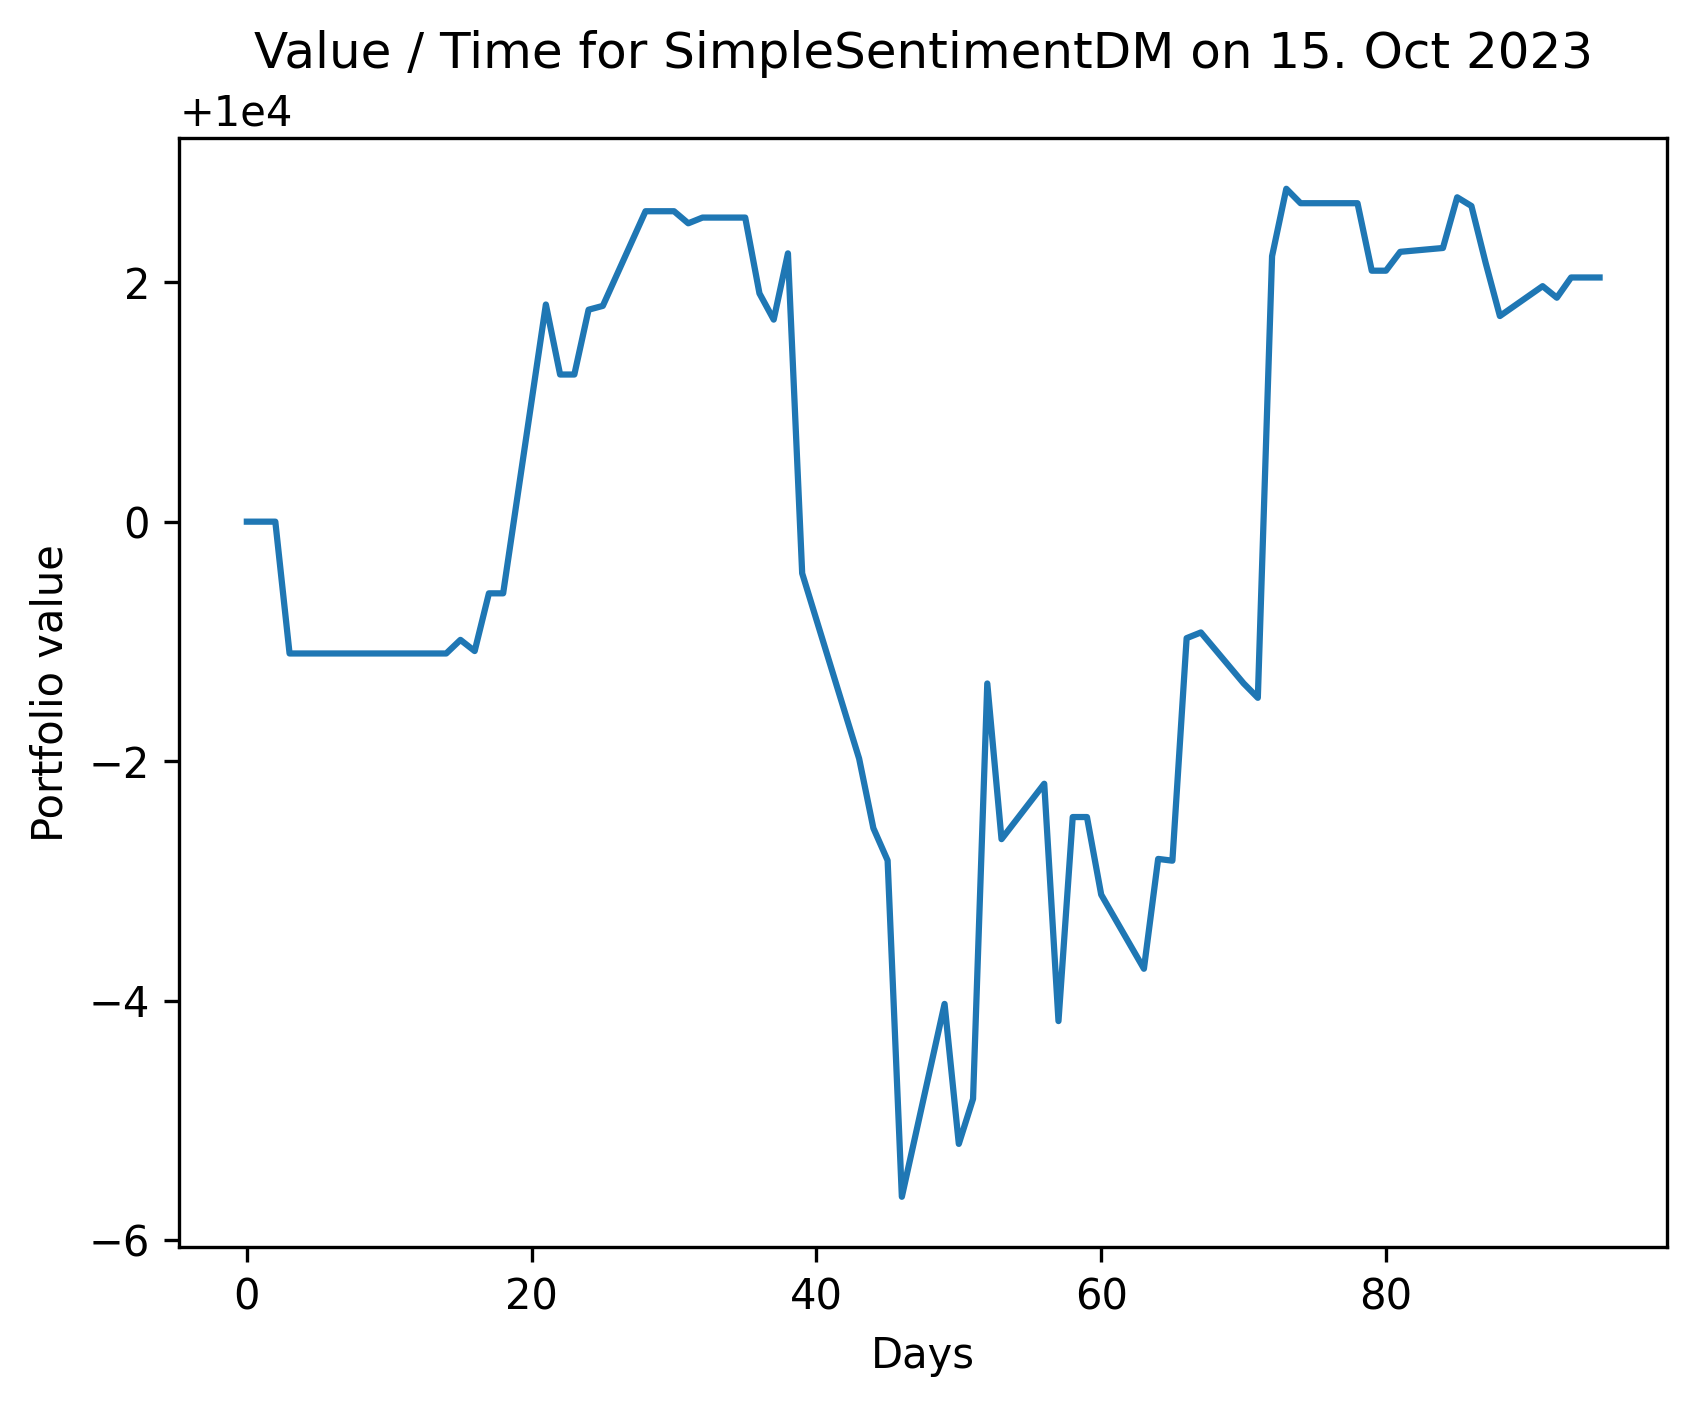 Value / Time for SimpleSentimentDM on 15. Oct 2023
+1e4
2
0
−2
−4
−6
Portfolio value
0 20 40 60 80
Days